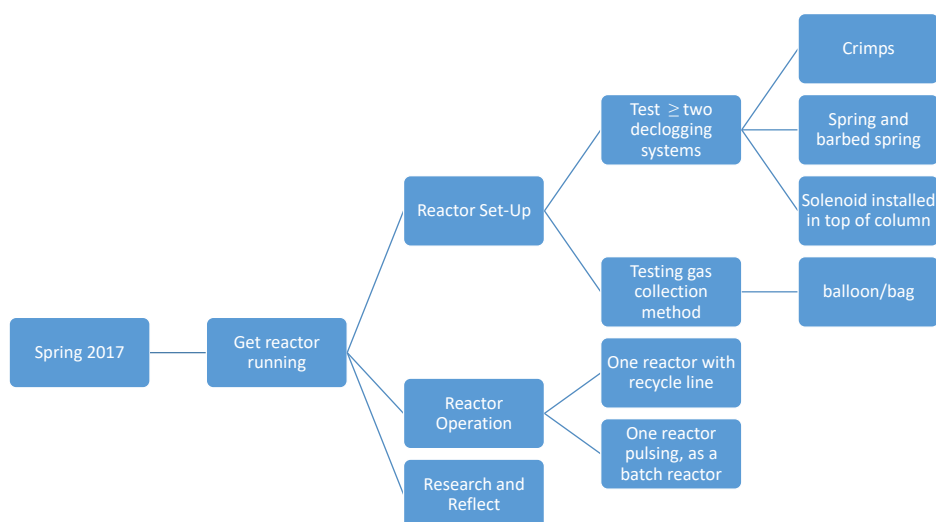 Spring 2017
Get reactor
running
Reactor Set-Up
Test ≥ two
declogging
systems
Crimps
Spring and
barbed spring
Solenoid installed
in top of column
Testing gas
collection
method
balloon/bag
Reactor
Operation
One reactor with
recycle line
One reactor
pulsing, as a
batch reactor
Research and
Reflect